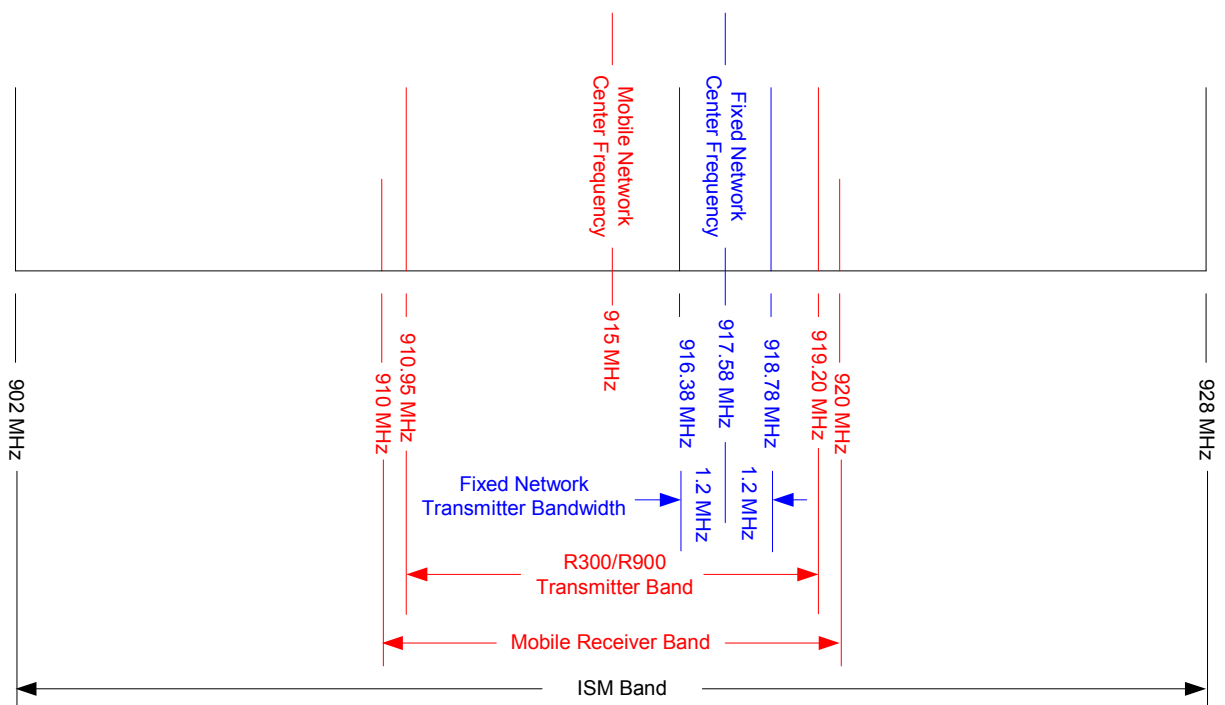 Mobile Network
Center Frequency
Fixed Network
Center Frequency
902 MHz
910 MHz
910.95 MHz
915 MHz
916.38 MHz
917.58 MHz
918.78 MHz
919.20 MHz
920 MHz
928 MHz
1.2 MHz
1.2 MHz
Fixed Network
Transmitter Bandwidth
R300/R900
Transmitter Band
Mobile Receiver Band
ISM Band